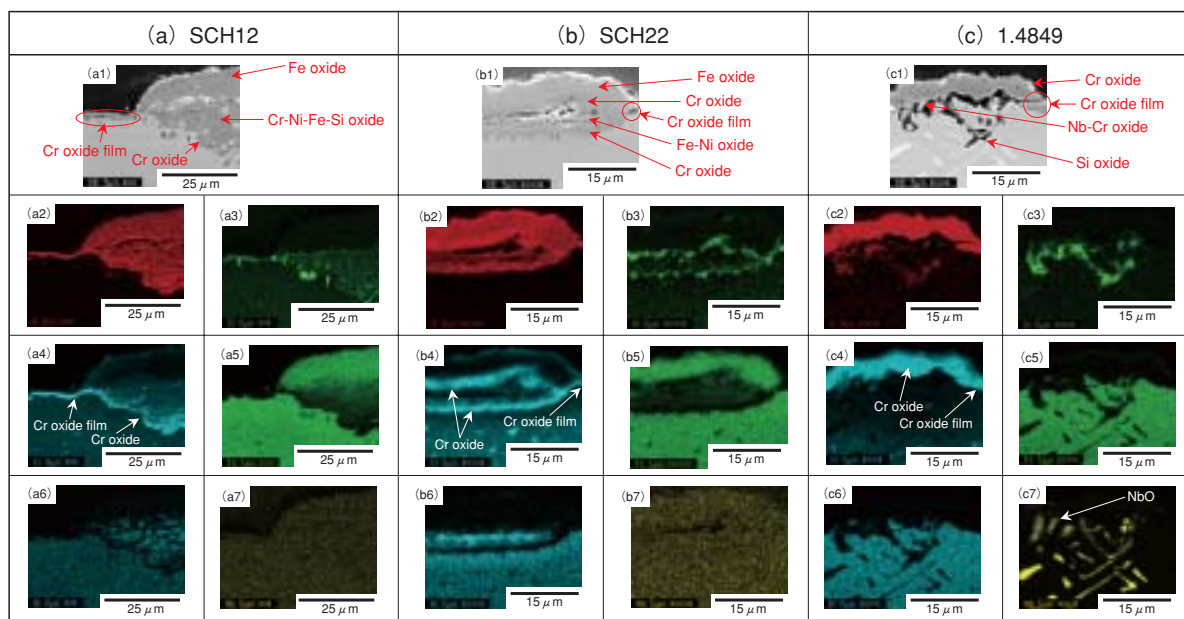 (a) SCH12
(b) SCH22
(c) 1.4849
(a1)
Fe oxide
Cr-Ni-Fe-Si oxide
Cr oxide film
Cr oxide
25 μm
(b1)
Fe oxide
Cr oxide
Cr oxide film
Fe-Ni oxide
Cr oxide
15 μm
(c1)
Cr oxide
Cr oxide film
Nb-Cr oxide
Si oxide
15 μm
(a2)
25 μm
(a3)
25 μm
(b2)
15 μm
(b3)
15 μm
(c2)
15 μm
(c3)
15 μm
(a4)
Cr oxide film
Cr oxide
25 μm
(a5)
25 μm
(b4)
Cr oxide film
Cr oxide
15 μm
(b5)
15 μm
(c4)
Cr oxide
Cr oxide film
15 μm
(c5)
15 μm
(a6)
25 μm
(a7)
25 μm
(b6)
15 μm
(b7)
15 μm
(c6)
15 μm
(c7)
NbO
15 μm